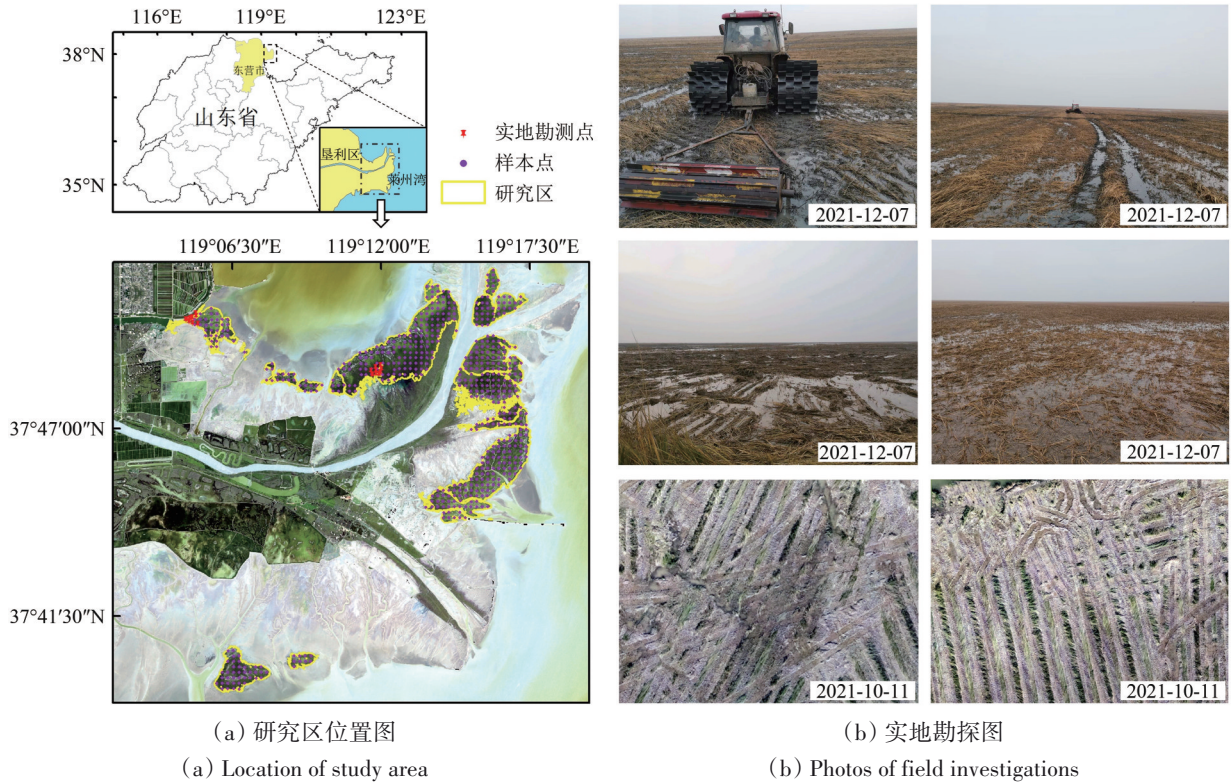 116°E
119°E
123°E
38°N
35°N
东营市
山东省
垦利区
莱州湾
实地勘测点
样本点
研究区
119°06′30″E
119°12′00″E
119°17′30″E
37°47′00″N
37°41′30″N
2021-12-07
2021-12-07
2021-12-07
2021-12-07
2021-10-11
2021-10-11
(a) 研究区位置图
(a) Location of study area
(b) 实地勘探图
(b) Photos of field investigations